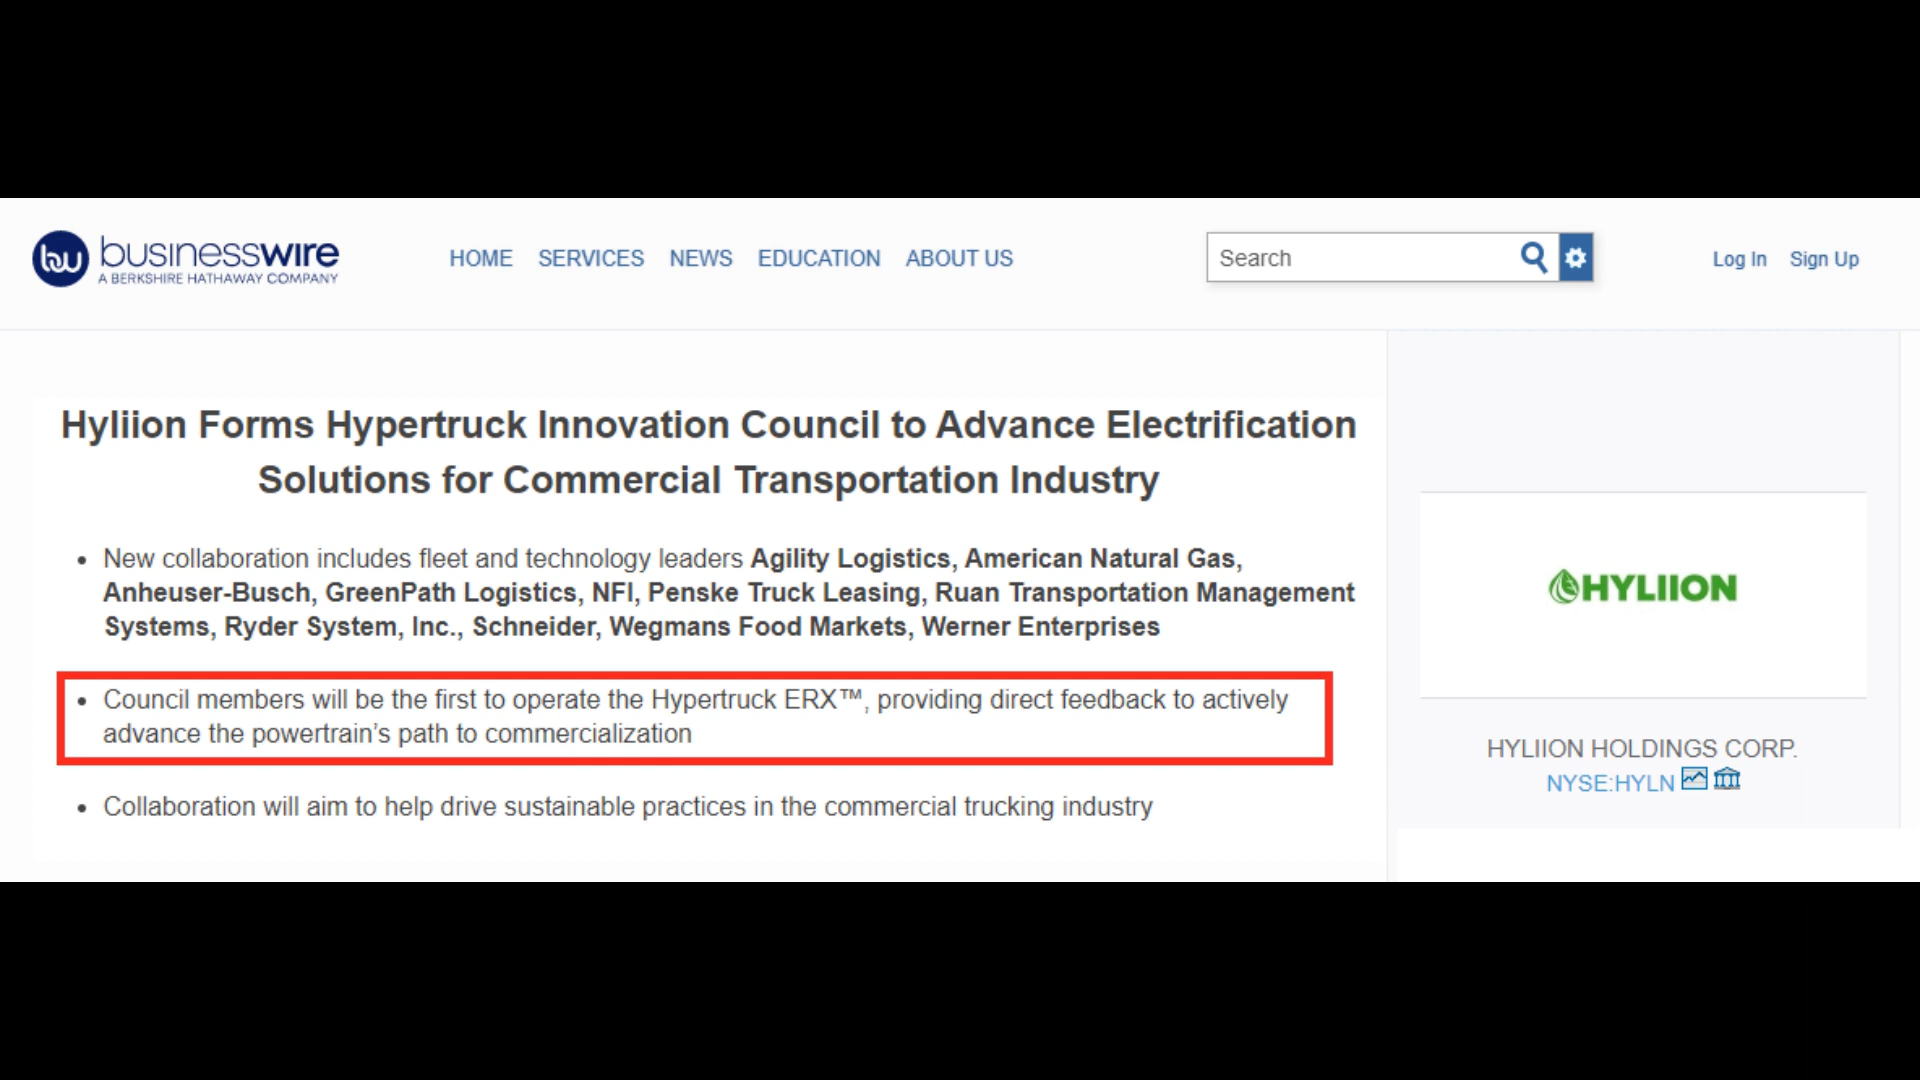 businesswire
A BERKSHIRE HATHAWAY COMPANY
HOME SERVICES NEWS EDUCATION ABOUT US
Search
Log In Sign Up
Hyliion Forms Hypertruck Innovation Council to Advance Electrification
Solutions for Commercial Transportation Industry
• New collaboration includes fleet and technology leaders Agility Logistics, American Natural Gas,
Anheuser-Busch, GreenPath Logistics, NFI, Penske Truck Leasing, Ruan Transportation Management
Systems, Ryder System, Inc., Schneider, Wegmans Food Markets, Werner Enterprises
• Council members will be the first to operate the Hypertruck ERX™, providing direct feedback to actively
advance the powertrain’s path to commercialization
• Collaboration will aim to help drive sustainable practices in the commercial trucking industry
HYLIION
HYLIION HOLDINGS CORP.
NYSE:HYLN